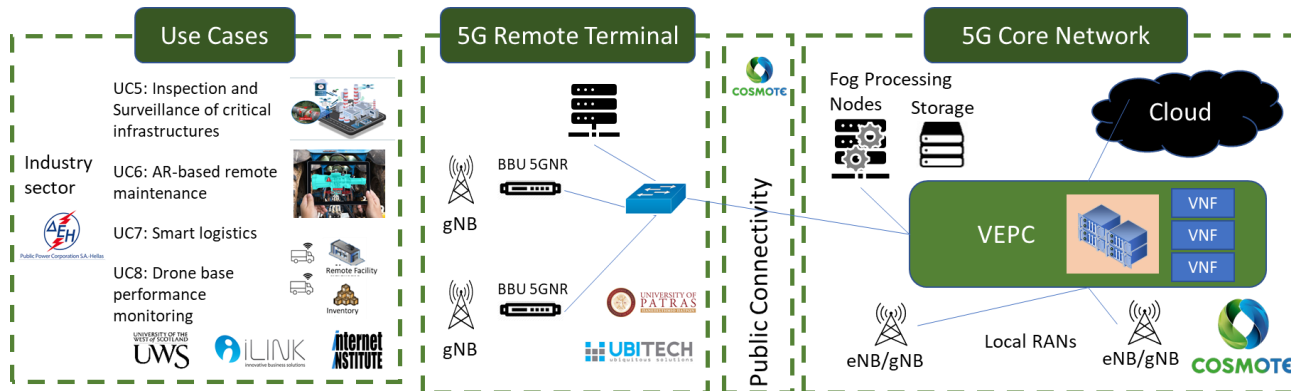 Use Cases
UC5: Inspection and
Surveillance of critical
infrastructures
Industry
sector
UC6: AR-based remote
maintenance
ΔEH
Public Power Corporation S.A.-Hellas
UC7: Smart logistics
Remote Facility
UC8: Drone base
performance
monitoring
Inventory
UNIVERSITY OF THE
WEST of SCOTLAND
UWS
iLINK
innovative business solutions
internet
INSTITUTE
5G Remote Terminal
BBU 5GNR
gNB
BBU 5GNR
gNB
UNIVERSITY OF
PATRAS
UBITECH
ubiquitous solutions
COSMOTE
Public Connectivity
5G Core Network
Fog Processing
Nodes
Storage
Cloud
VEPC
VNF
VNF
VNF
eNB/gNB
Local RANs
eNB/gNB
COSMOTE